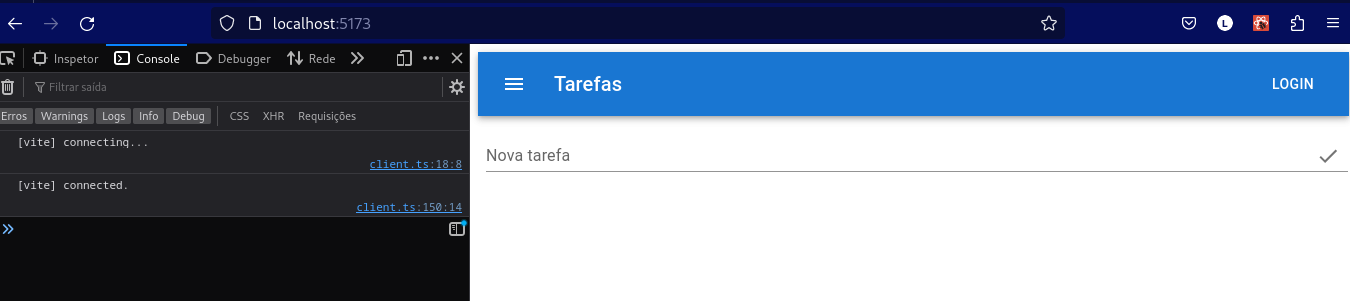 localhost:5173
L
Inspetor Console Debugger Rede
Filtrar saída
Erros Warnings Logs Info Debug CSS XHR Requisições
[vite] connecting...
client.ts:18:8
[vite] connected.
client.ts:150:14
Tarefas LOGIN
Nova tarefa